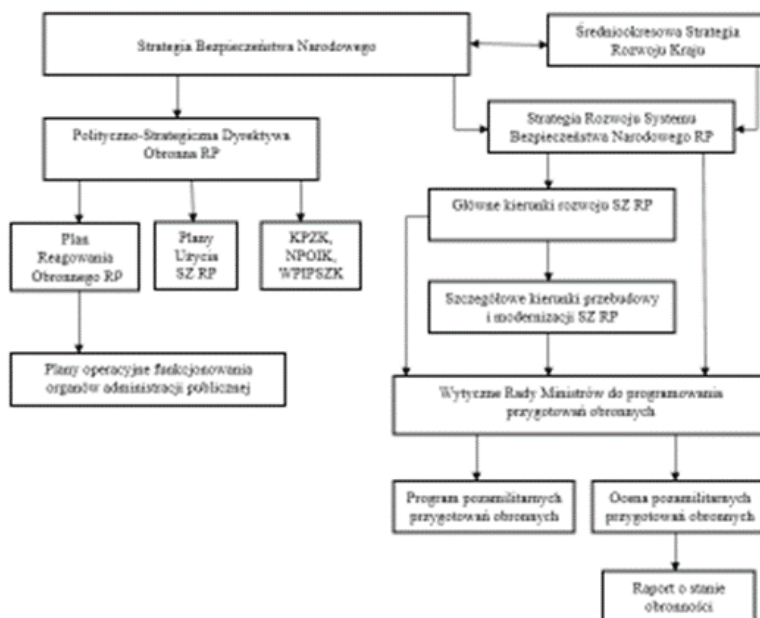 Strategia Bezpieczeństwa Narodowego
Średniookresowa Strategia
Rozwoju Kraju
Polityczno-Strategiczna Dyrektywa
Obronna RP
Strategia Rozwoju Systemu
Bezpieczeństwa Narodowego RP
Plan
Reagowania
Obronnego RP
Plany
Użycia
SZ RP
KPZK,
NPOIK,
WPIPSZK
Główne kierunki rozwoju SZ RP
Szczegółowe kierunki przebudowy
i modernizacji SZ RP
Plany operacyjne funkcjonowania
organów administracji publicznej
Wytyczne Rady Ministrów do programowania
przygotowań obronnych
Program pozamilitarnych
przygotowań obronnych
Ocena pozamilitarnych
przygotowań obronnych
Raport o stanie
obronności